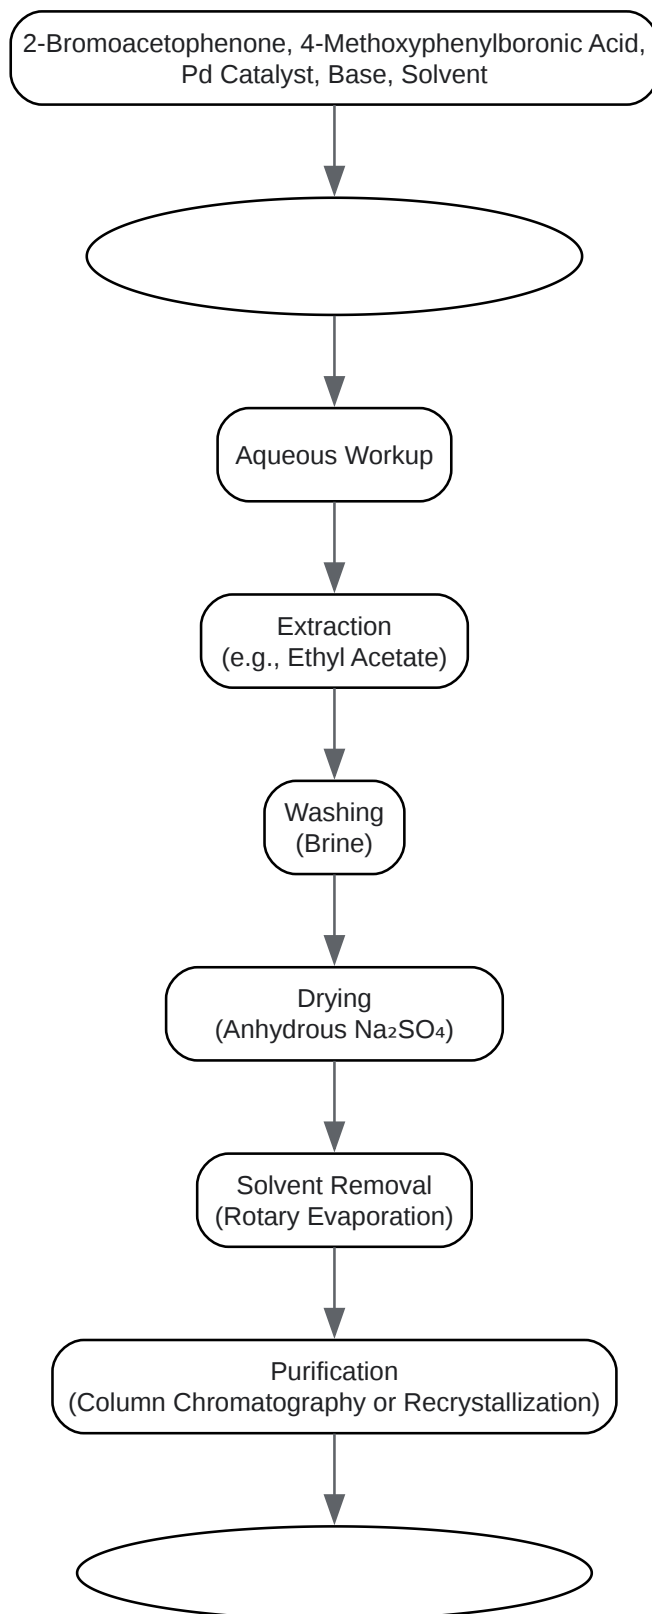 2-Bromoacetophenone, 4-Methoxyphenylboronic Acid,
Pd Catalyst, Base, Solvent
Aqueous Workup
Extraction
(e.g., Ethyl Acetate)
Washing
(Brine)
Drying
(Anhydrous Na₂SO₄)
Solvent Removal
(Rotary Evaporation)
Purification
(Column Chromatography or Recrystallization)